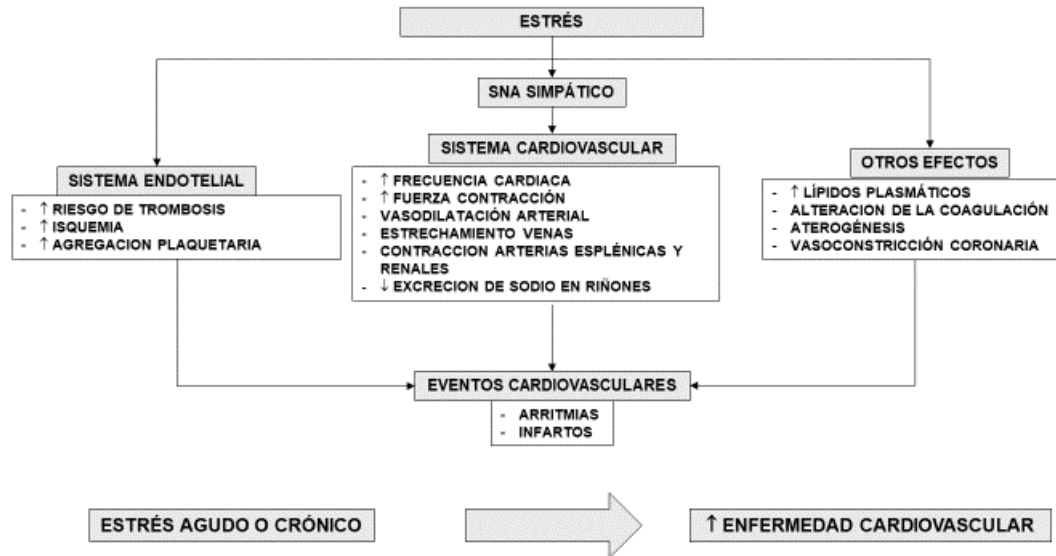 ESTRÉS
SNA SIMPÁTICO
SISTEMA ENDOTELIAL
- ↑ RIESGO DE TROMBOSIS
- ↑ ISQUEMIA
- ↑ AGREGACION PLAQUETARIA
SISTEMA CARDIOVASCULAR
- ↑ FRECUENCIA CARDIACA
- ↑ FUERZA CONTRACCIÓN
- VASODILATACIÓN ARTERIAL
- ESTRECHAMIENTO VENAS
- CONTRACCION ARTERIAS ESPLÉNICAS Y
RENALES
- ↓ EXCRECION DE SODIO EN RIÑONES
OTROS EFECTOS
- ↑ LÍPIDOS PLASMÁTICOS
- ALTERACION DE LA COAGULACIÓN
- ATEROGÉNESIS
- VASOCONSTRICCIÓN CORONARIA
EVENTOS CARDIOVASCULARES
- ARRITMIAS
- INFARTOS
ESTRÉS AGUDO O CRÓNICO
↑ ENFERMEDAD CARDIOVASCULAR